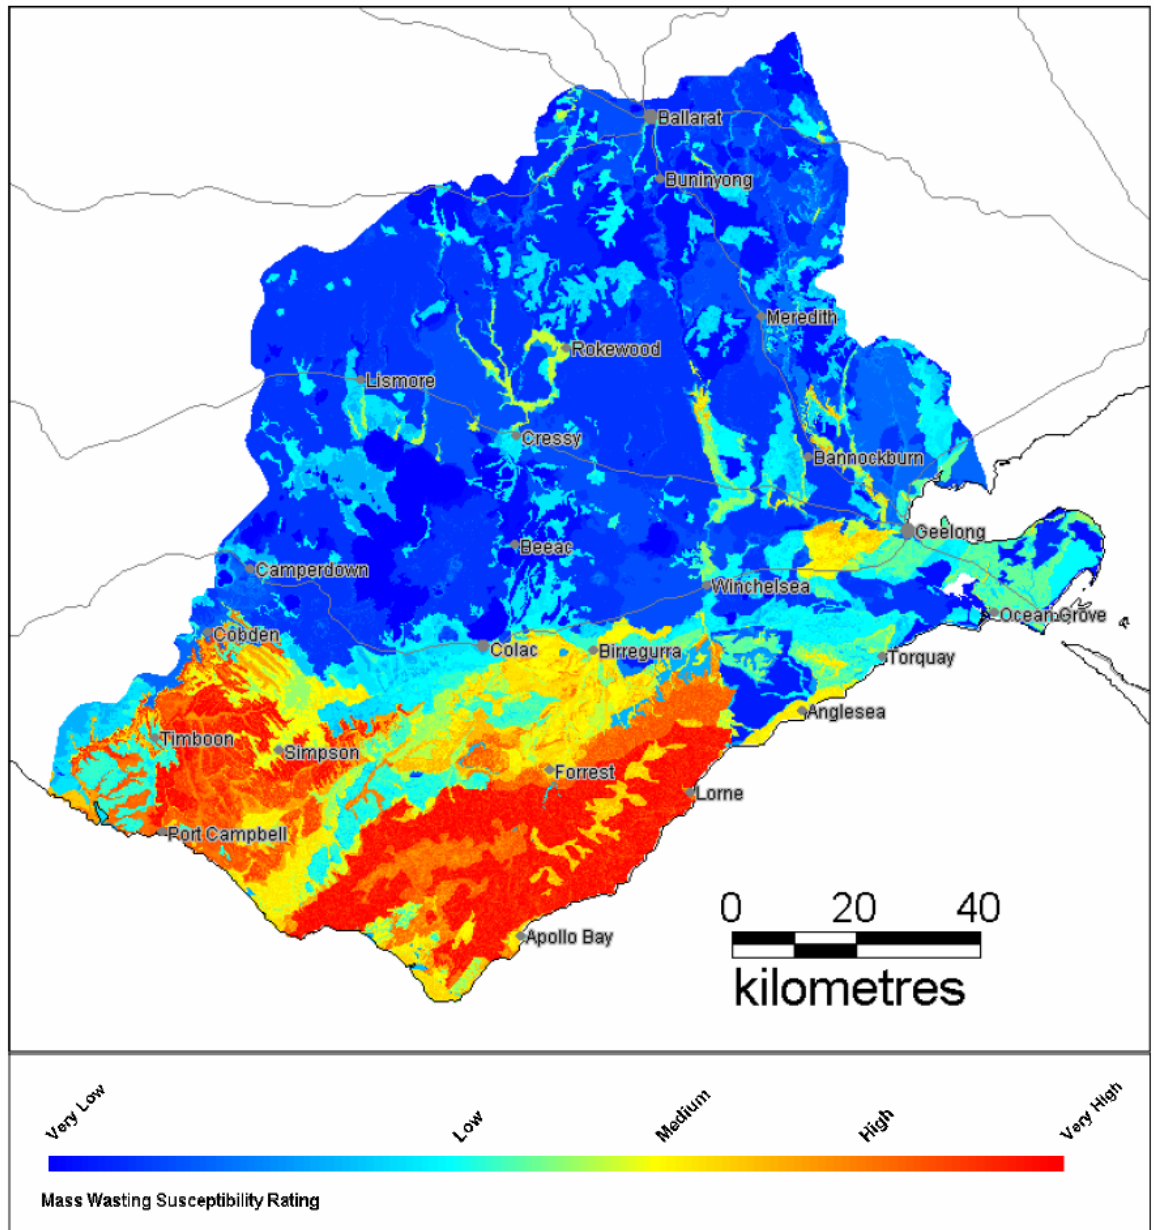 Ballarat
Buninyong
Meredith
Rokewood
Lismore
Cressy
Bannockburn
Geelong
Beeac
Camperdown
Winchelsea
Ocean Grove
Cobden
Colac
Birregurra
Torquay
Anglesea
Timboon
Simpson
Forrest
Lorne
Port Campbell
Apollo Bay
0 20 40
kilometres
Very Low
Low
Medium
High
Very High
Mass Wasting Susceptibility Rating